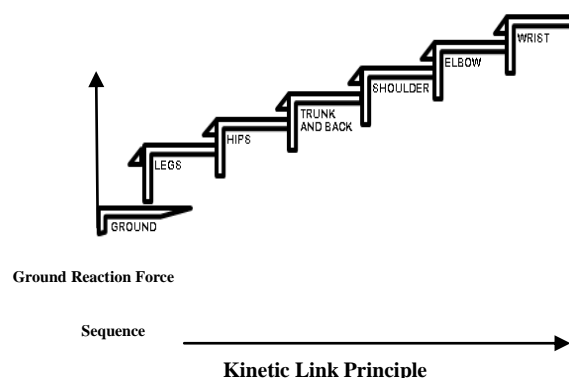 WRIST
ELBOW
SHOULDER
TRUNK
AND BACK
HIPS
LEGS
GROUND
Ground Reaction Force
Sequence
Kinetic Link Principle